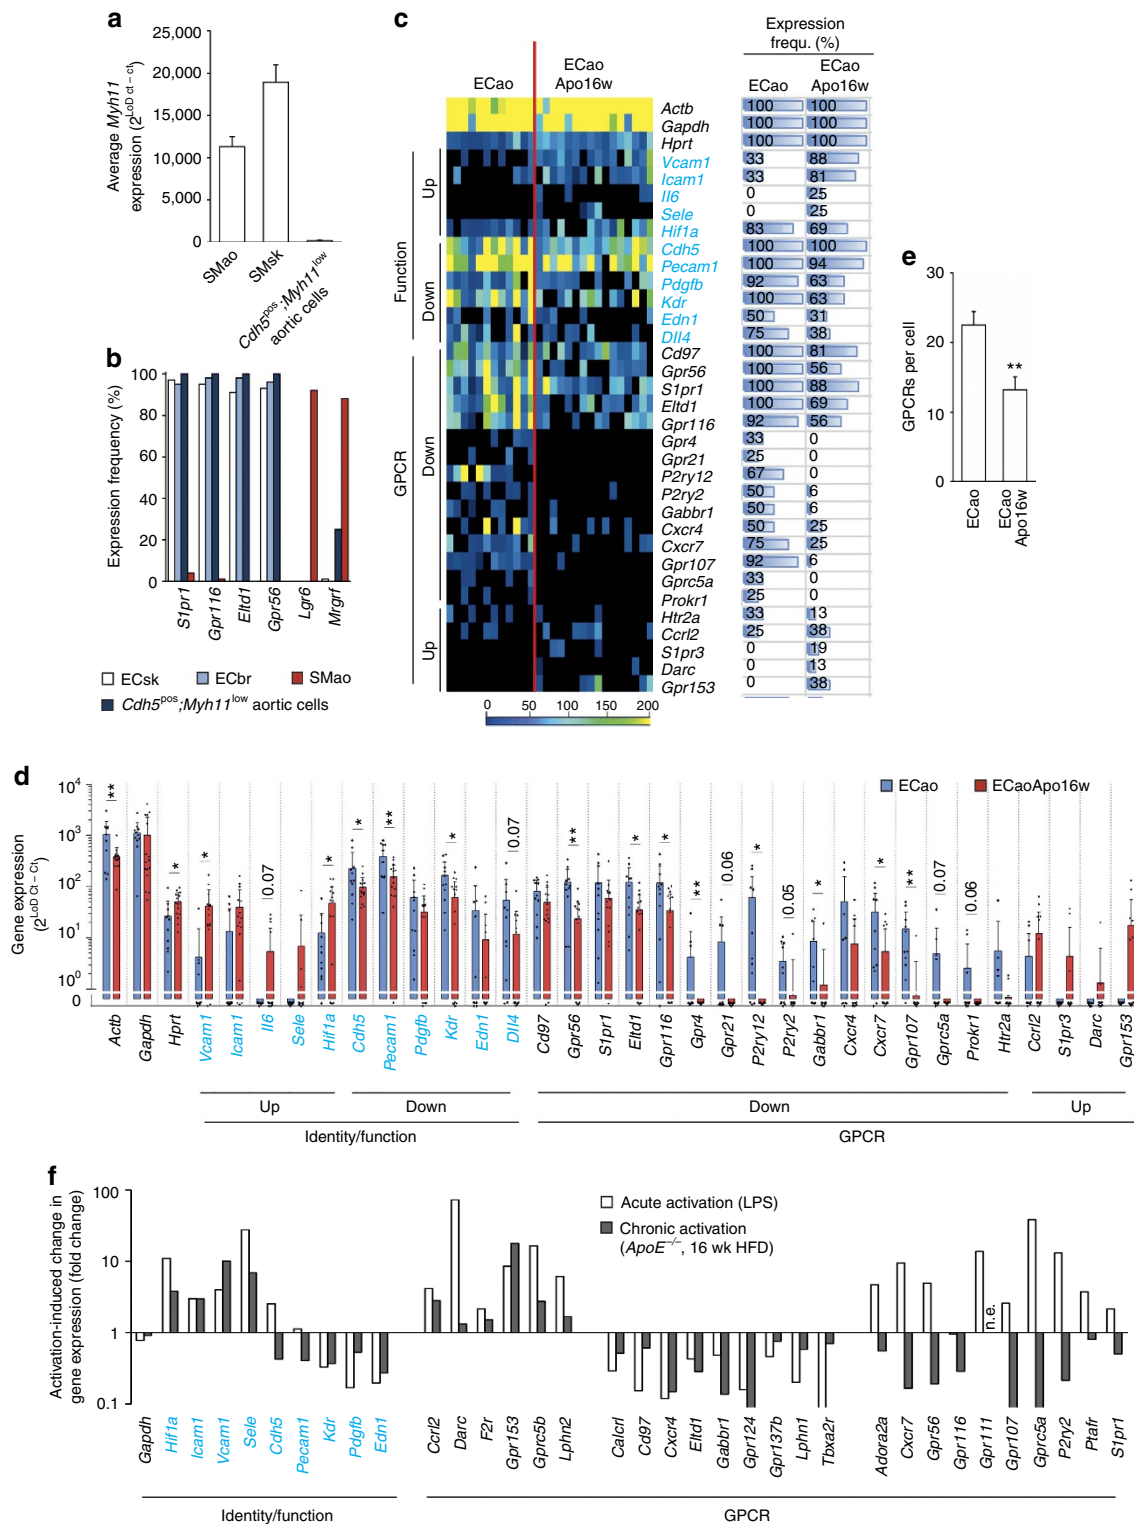 a
Average Myh11
expression (2^LoD ct – ct)
25,000
20,000
15,000
10,000
5,000
0
SMao
SMsk
Cdh5^pos;Myh11^low
aortic cells
b
Expression frequency (%)
100
80
60
40
20
0
S1pr1
Gpr116
Eltd1
Gpr56
Lgr6
Mrgrf
ECsk
ECbr
SMao
Cdh5^pos;Myh11^low aortic cells
c
Expression
frequ. (%)
ECao
ECao
Apo16w
ECao
ECao
Apo16w
Function
Up
Down
GPCR
Down
Up
Actb 100 100
Gapdh 100 100
Hprt 100 100
Vcam1 33 88
Icam1 33 81
Il6 0 25
Sele 0 25
Hif1a 83 69
Cdh5 100 100
Pecam1 100 94
Pdgfb 92 63
Kdr 100 63
Edn1 50 31
Dll4 75 38
Cd97 100 81
Gpr56 100 56
S1pr1 100 88
Eltd1 100 69
Gpr116 92 56
Gpr4 33 0
Gpr21 25 0
P2ry12 67 0
P2ry2 50 6
Gabbr1 50 6
Cxcr4 50 25
Cxcr7 75 25
Gpr107 92 6
Gprc5a 33 0
Prokr1 25 0
Htr2a 33 13
Ccrl2 25 38
S1pr3 0 19
Darc 0 13
Gpr153 0 38
0 50 100 150 200
e
GPCRs per cell
30
20
10
0
**
ECao
ECao
Apo16w
d
Gene expression
(2^LoD Ct – Ct)
10^4
10^3
10^2
10^1
10^0
0
ECao
ECaoApo16w
** * * 0.07 * * ** * 0.07 ** * * ** 0.06 * 0.05 * * ** 0.07 0.06
Actb
Gapdh
Hprt
Vcam1
Icam1
Il6
Sele
Hif1a
Cdh5
Pecam1
Pdgfb
Kdr
Edn1
Dll4
Cd97
Gpr56
S1pr1
Eltd1
Gpr116
Gpr4
Gpr21
P2ry12
P2ry2
Gabbr1
Cxcr4
Cxcr7
Gpr107
Gprc5a
Prokr1
Htr2a
Ccrl2
S1pr3
Darc
Gpr153
Up
Down
Down
Up
Identity/function
GPCR
f
Activation-induced change in
gene expression (fold change)
100
10
1
0.1
Acute activation (LPS)
Chronic activation
(ApoE^–/–, 16 wk HFD)
n.e.
Gapdh
Hif1a
Icam1
Vcam1
Sele
Cdh5
Pecam1
Kdr
Pdgfb
Edn1
Ccrl2
Darc
F2r
Gpr153
Gprc5b
Lphn2
Calcrl
Cd97
Cxcr4
Eltd1
Gabbr1
Gpr124
Gpr137b
Lphn1
Tbxa2r
Adora2a
Cxcr7
Gpr56
Gpr116
Gpr111
Gpr107
Gprc5a
P2ry2
Ptafr
S1pr1
Identity/function
GPCR